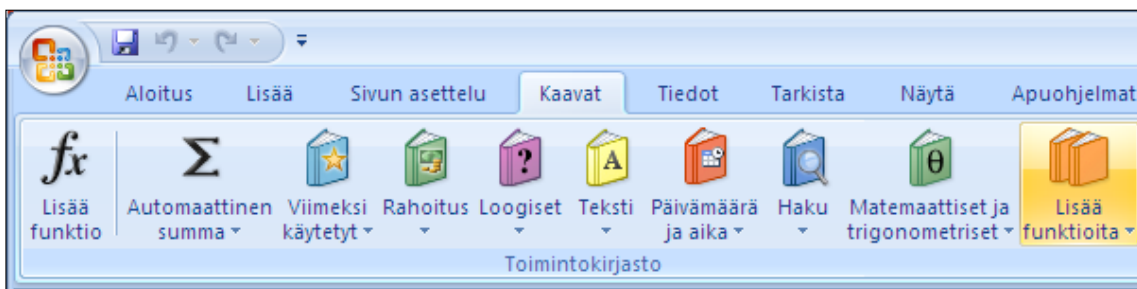 Aloitus Lisää Sivun asettelu Kaavat Tiedot Tarkista Näytä Apuohjelmat
fx Σ ? A θ
Lisää Automaattinen Viimeksi Rahoitus Loogiset Teksti Päivämäärä Haku Matemaattiset ja Lisää
funktio summa käytetyt ja aika trigonometriset funktioita
Toimintokirjasto